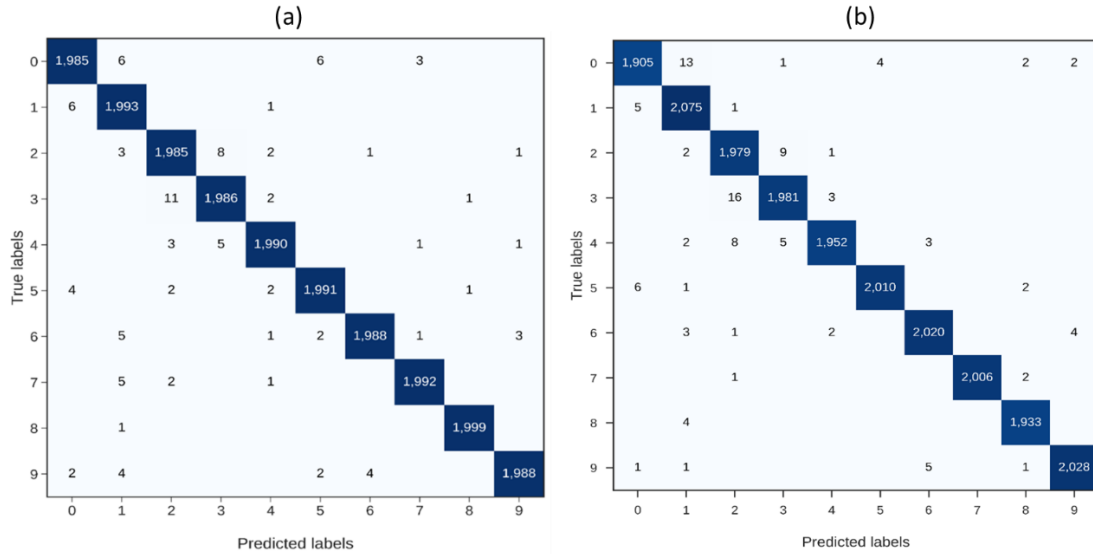 (a)
True labels
0 1,985 6 6 3
1 6 1,993 1
2 3 1,985 8 2 1 1
3 11 1,986 2 1
4 3 5 1,990 1 1
5 4 2 2 1,991 1
6 5 1 2 1,988 1 3
7 5 2 1 1,992
8 1 1,999
9 2 4 2 4 1,988
0 1 2 3 4 5 6 7 8 9
Predicted labels
(b)
True labels
0 1,905 13 1 4 2 2
1 5 2,075 1
2 2 1,979 9 1
3 16 1,981 3
4 2 8 5 1,952 3
5 6 1 2,010 2
6 3 1 2 2,020 4
7 1 2,006 2
8 4 1,933
9 1 1 5 1 2,028
0 1 2 3 4 5 6 7 8 9
Predicted labels